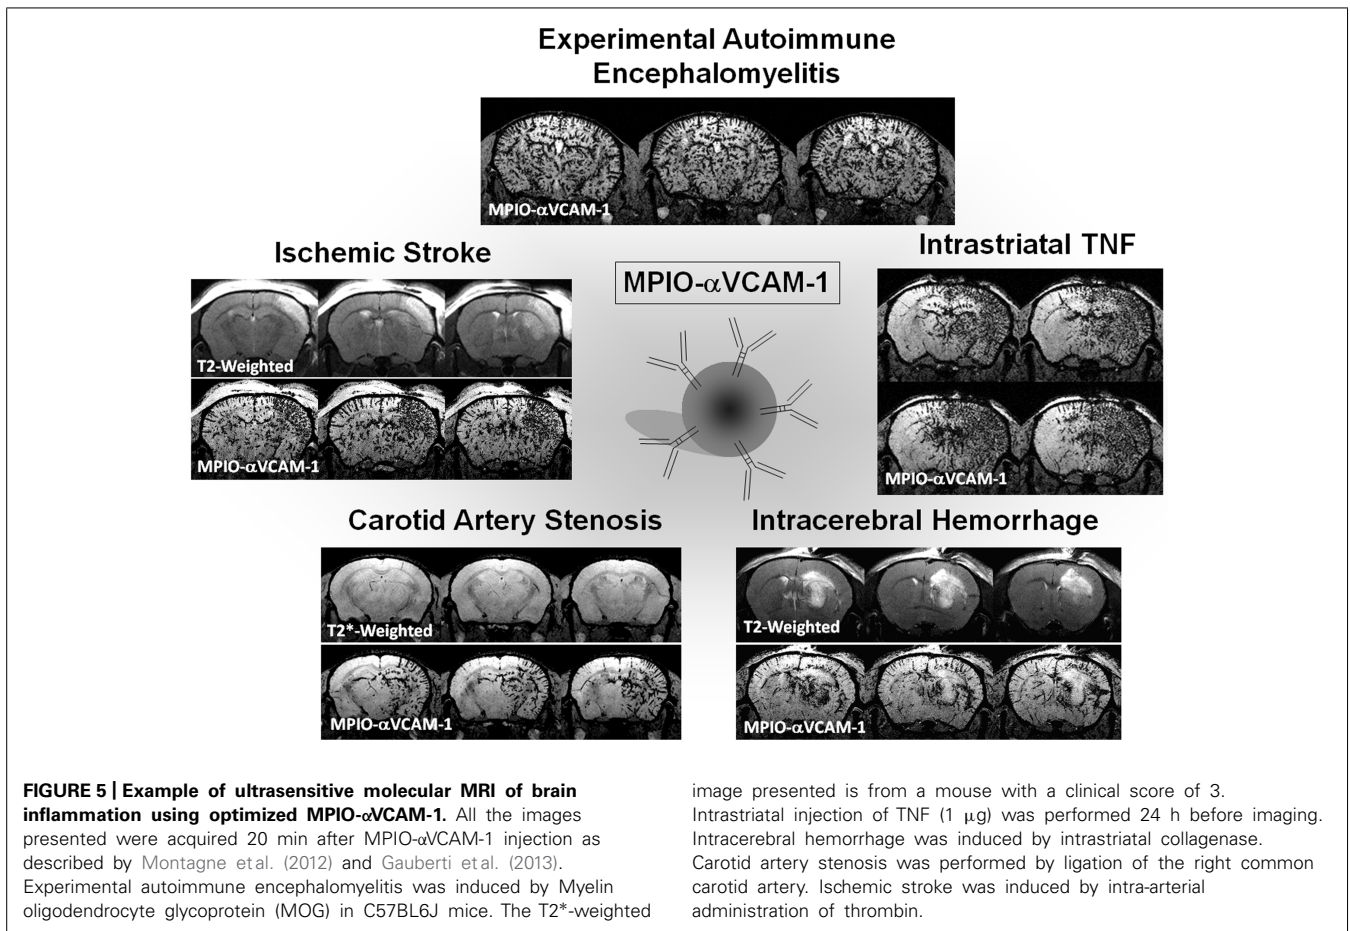 Experimental Autoimmune
Encephalomyelitis
MPIO-αVCAM-1
Ischemic Stroke
T2-Weighted
MPIO-αVCAM-1
MPIO-αVCAM-1
Intrastriatal TNF
MPIO-αVCAM-1
Carotid Artery Stenosis
T2*-Weighted
MPIO-αVCAM-1
Intracerebral Hemorrhage
T2-Weighted
MPIO-αVCAM-1
FIGURE 5 | Example of ultrasensitive molecular MRI of brain
inflammation using optimized MPIO-αVCAM-1. All the images
presented were acquired 20 min after MPIO-αVCAM-1 injection as
described by Montagne et al. (2012) and Gauberti et al. (2013).
Experimental autoimmune encephalomyelitis was induced by Myelin
oligodendrocyte glycoprotein (MOG) in C57BL6J mice. The T2*-weighted
image presented is from a mouse with a clinical score of 3.
Intrastriatal injection of TNF (1 μg) was performed 24 h before imaging.
Intracerebral hemorrhage was induced by intrastriatal collagenase.
Carotid artery stenosis was performed by ligation of the right common
carotid artery. Ischemic stroke was induced by intra-arterial
administration of thrombin.